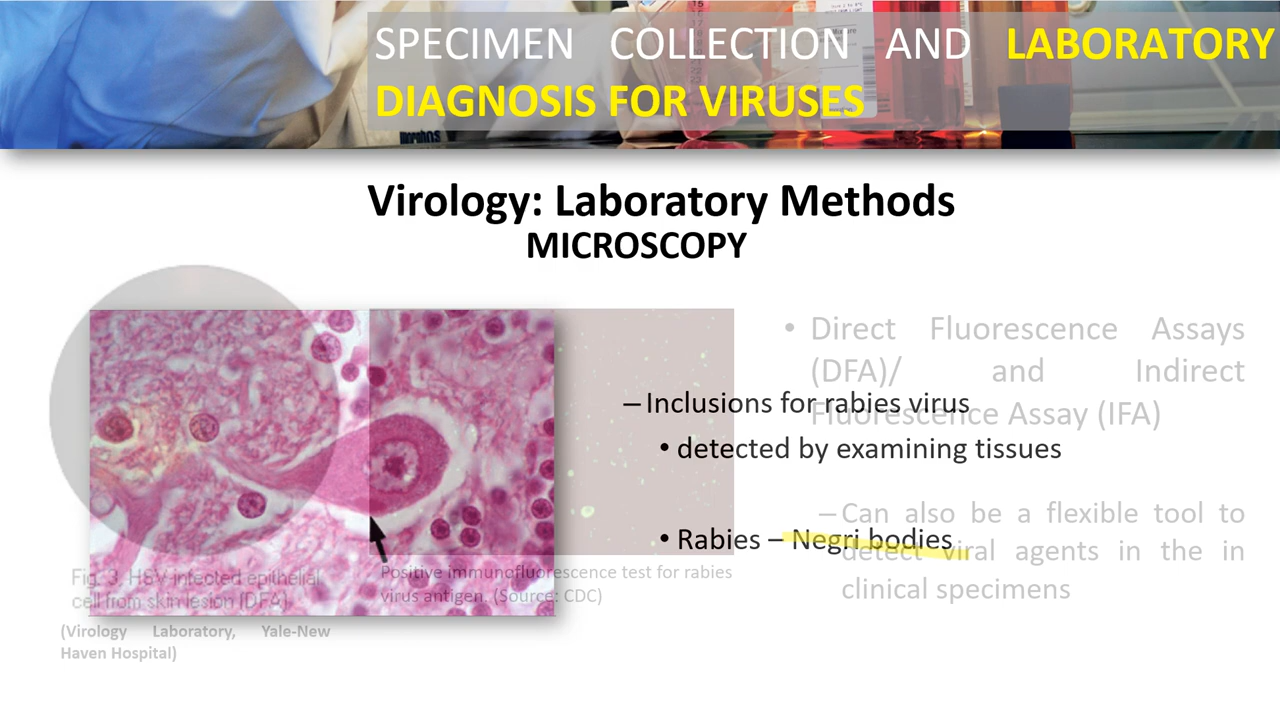 SPECIMEN COLLECTION AND LABORATORY
DIAGNOSIS FOR VIRUSES
Virology: Laboratory Methods
MICROSCOPY
– Inclusions for rabies virus
• detected by examining tissues
• Rabies – Negri bodies
• Direct Fluorescence Assays
(DFA)/ and Indirect
Fluorescence Assay (IFA)
– Can also be a flexible tool to
detect viral agents in the in
clinical specimens
Fig. 3. HSV-infected epithelial
cell from skin lesion (DFA)
(Virology Laboratory, Yale-New
Haven Hospital)
Positive immunofluorescence test for rabies
virus antigen. (Source: CDC)